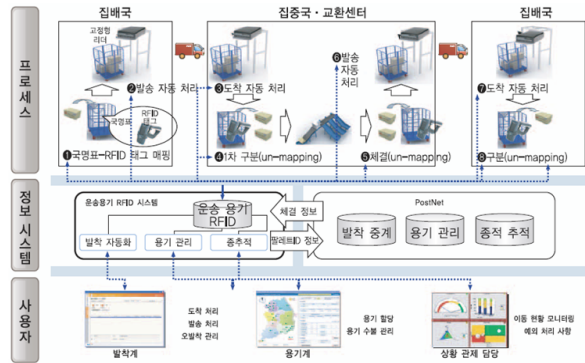 집배국
집중국·교환센터
집배국
프로세스
고정형
리더
❷발송 자동 처리
국명표
RFID
태그
❶국명표-RFID 태그 매핑
❸도착 자동 처리
❹1차 구분(un-mapping)
❻발송
자동
처리
❺체결(un-mapping)
❼도착 자동 처리
❽구분(un-mapping)
정보 시스템
운송용기 RFID 시스템
운송 용기
RFID
발착 자동화
용기 관리
종추적
체결 정보
팔레트ID 정보
PostNet
발착 중계
용기 관리
종적 추적
사용자
발착계
도착 처리
발송 처리
오발착 관리
용기계
용기 할당
용기 수불 관리
상황 관제 담당
이동 현황 모니터링
예외 처리 사항